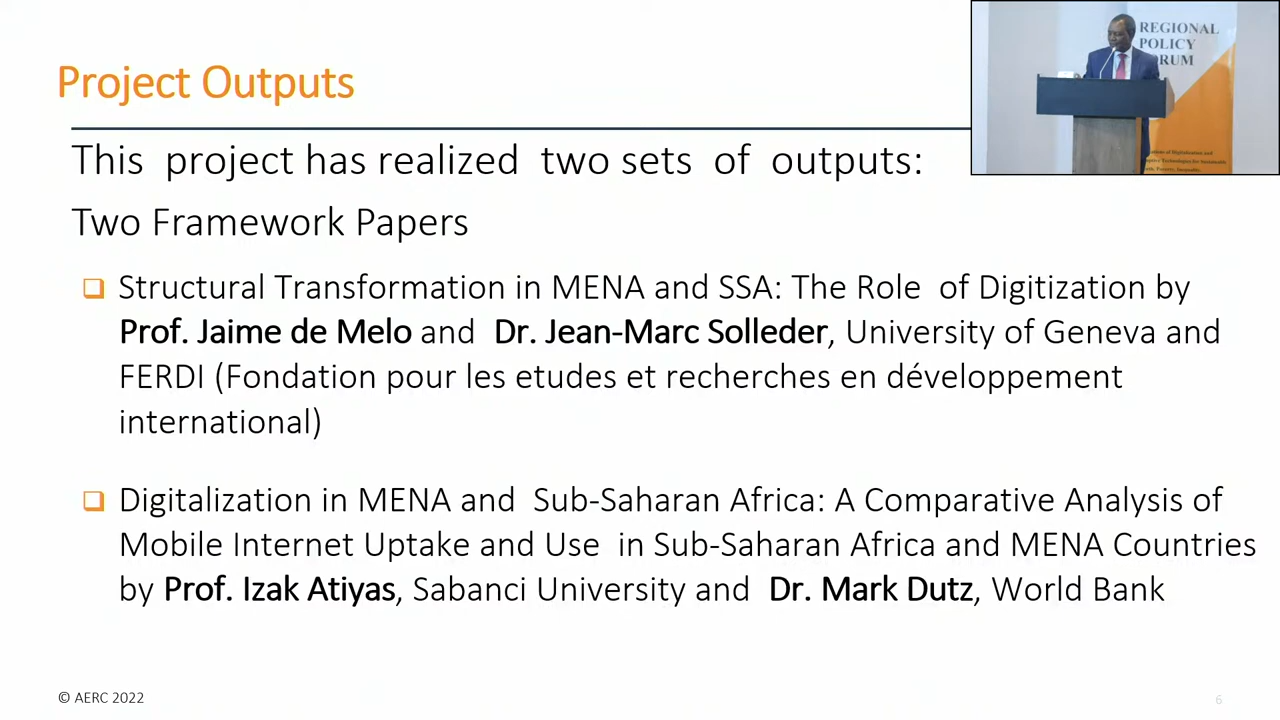 Project Outputs
REGIONAL
POLICY
This project has realized two sets of outputs:
Two Framework Papers
Structural Transformation in MENA and SSA: The Role of Digitization by
Prof. Jaime de Melo and Dr. Jean-Marc Solleder, University of Geneva and
FERDI (Fondation pour les etudes et recherches en développement
international)
Digitalization in MENA and Sub-Saharan Africa: A Comparative Analysis of
Mobile Internet Uptake and Use in Sub-Saharan Africa and MENA Countries
by Prof. Izak Atiyas, Sabanci University and Dr. Mark Dutz, World Bank
© AERC 2022
6